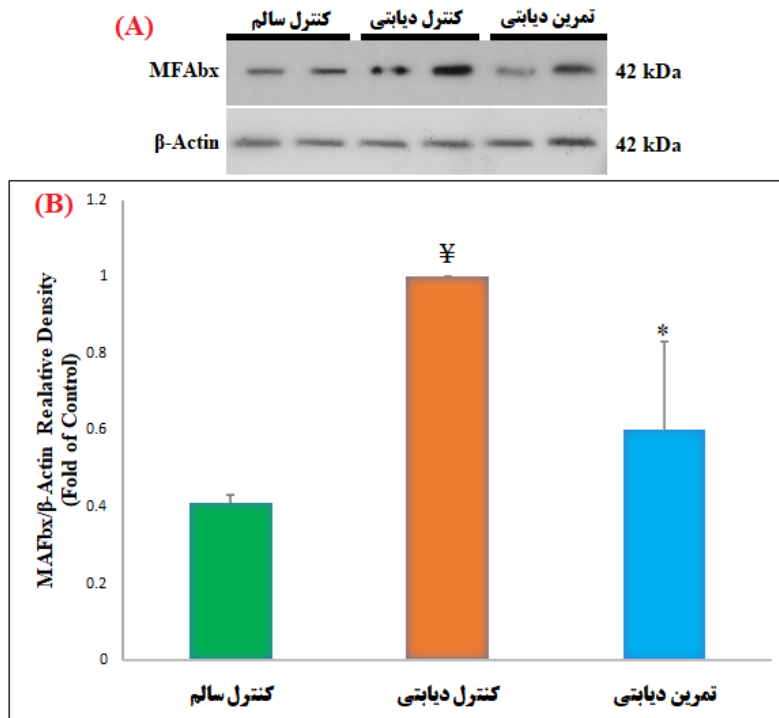 (A)
کنترل سالم کنترل دیابتی تمرین دیابتی
MFAbx 42 kDa
β-Actin 42 kDa
(B)
MAFbx/β-Actin Realative Density
(Fold of Control)
1.2
1
0.8
0.6
0.4
0.2
0
¥
*
کنترل سالم کنترل دیابتی تمرین دیابتی